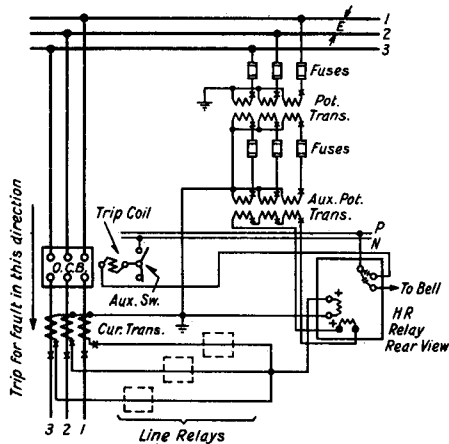 1
E
2
3
Fuses
Pot.
Trans.
Fuses
Aux. Pot.
Trans.
Trip Coil
P
N
O.C.B.
Aux. Sw.
To Bell
+
+
HR
Relay
Rear View
Cur. Trans.
Trip for fault in this direction
3 2 1
Line Relays